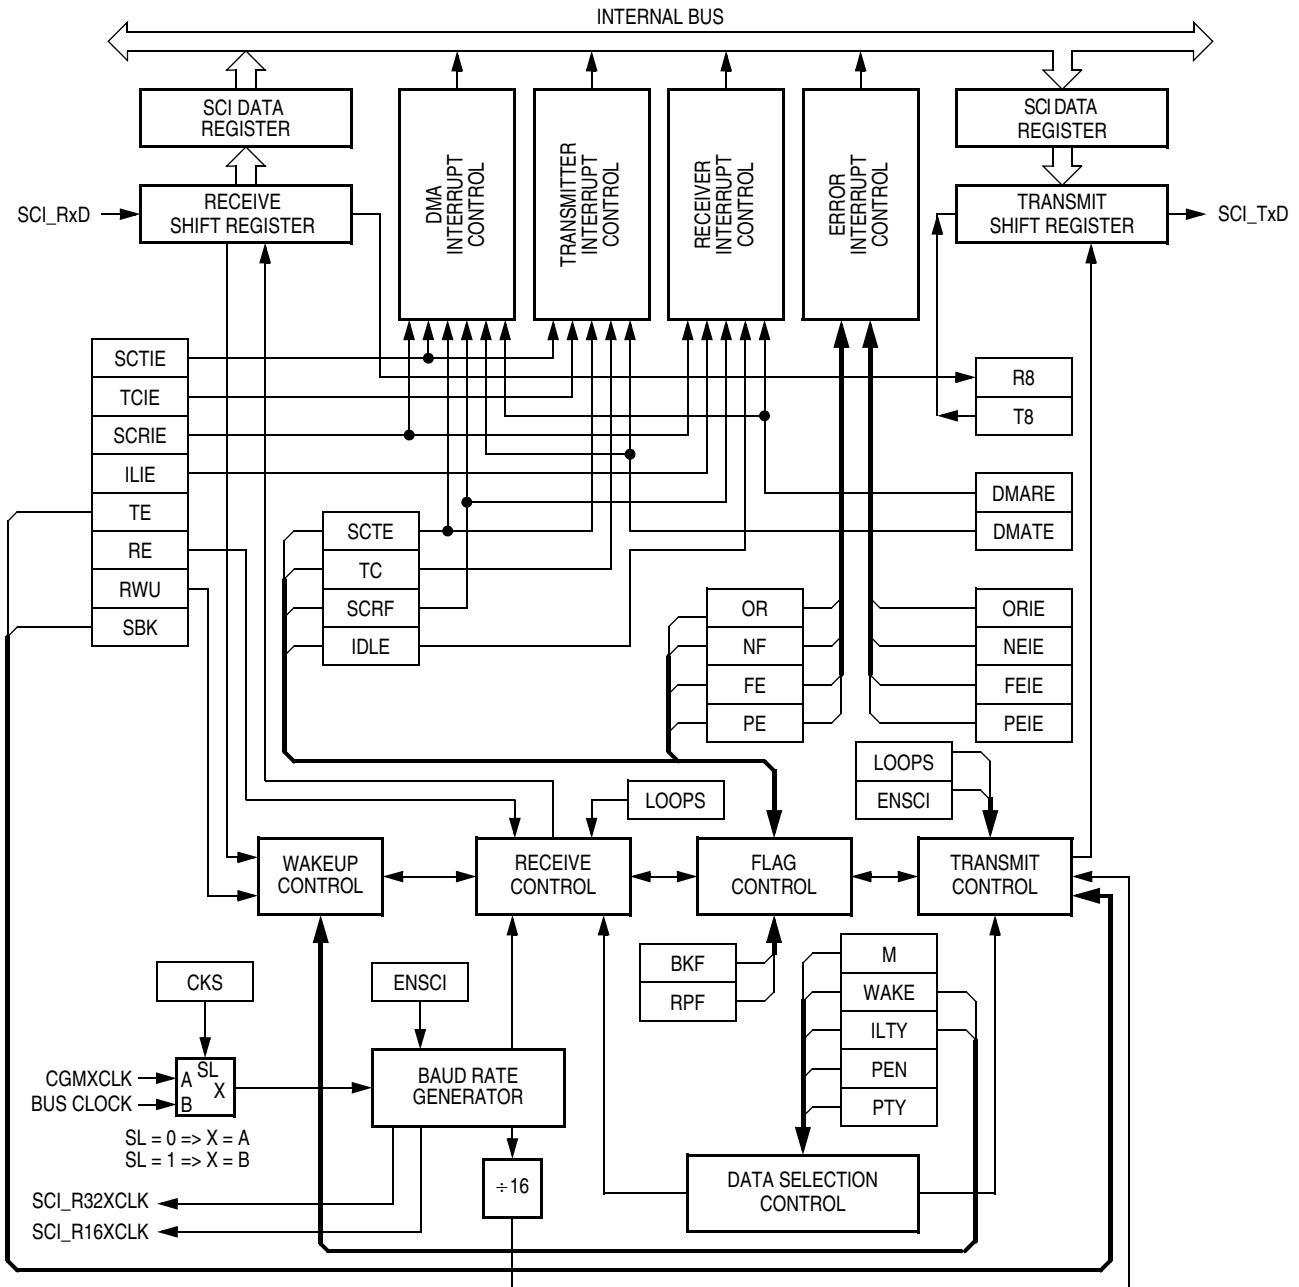 INTERNAL BUS
SCI DATA
REGISTER
SCI DATA
REGISTER
DMA
INTERRUPT
CONTROL
TRANSMITTER
INTERRUPT
CONTROL
RECEIVER
INTERRUPT
CONTROL
ERROR
INTERRUPT
CONTROL
SCI_RxD
RECEIVE
SHIFT REGISTER
TRANSMIT
SHIFT REGISTER
SCI_TxD
SCTIE
TCIE
SCRIE
ILIE
TE
RE
RWU
SBK
R8
T8
DMARE
DMATE
SCTE
TC
SCRF
IDLE
OR
NF
FE
PE
ORIE
NEIE
FEIE
PEIE
LOOPS
ENSCI
LOOPS
WAKEUP
CONTROL
RECEIVE
CONTROL
FLAG
CONTROL
TRANSMIT
CONTROL
BKF
RPF
M
WAKE
ILTY
PEN
PTY
CKS
ENSCI
CGMXCLK
BUS CLOCK
A
B
SL
X
BAUD RATE
GENERATOR
SL = 0 => X = A
SL = 1 => X = B
÷16
DATA SELECTION
CONTROL
SCI_R32XCLK
SCI_R16XCLK